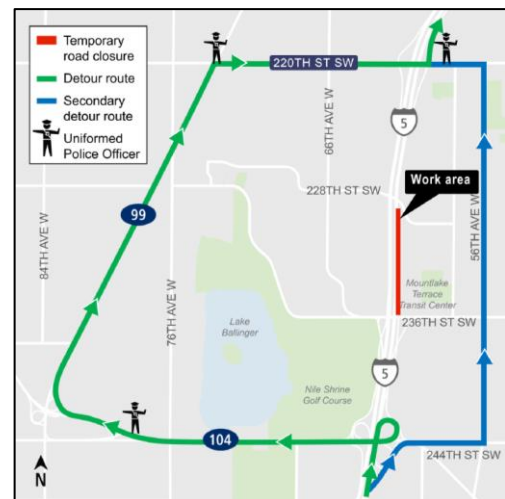 Temporary
road closure
Detour route
Secondary
detour route
Uniformed
Police Officer
220TH ST SW
5
66TH AVE W
228TH ST SW
Work area
99
84TH AVE W
76TH AVE W
56TH AVE W
Mountlake
Terrace
Transit Center
Lake
Ballinger
236TH ST SW
5
Nile Shrine
Golf Course
104
244TH ST SW
N